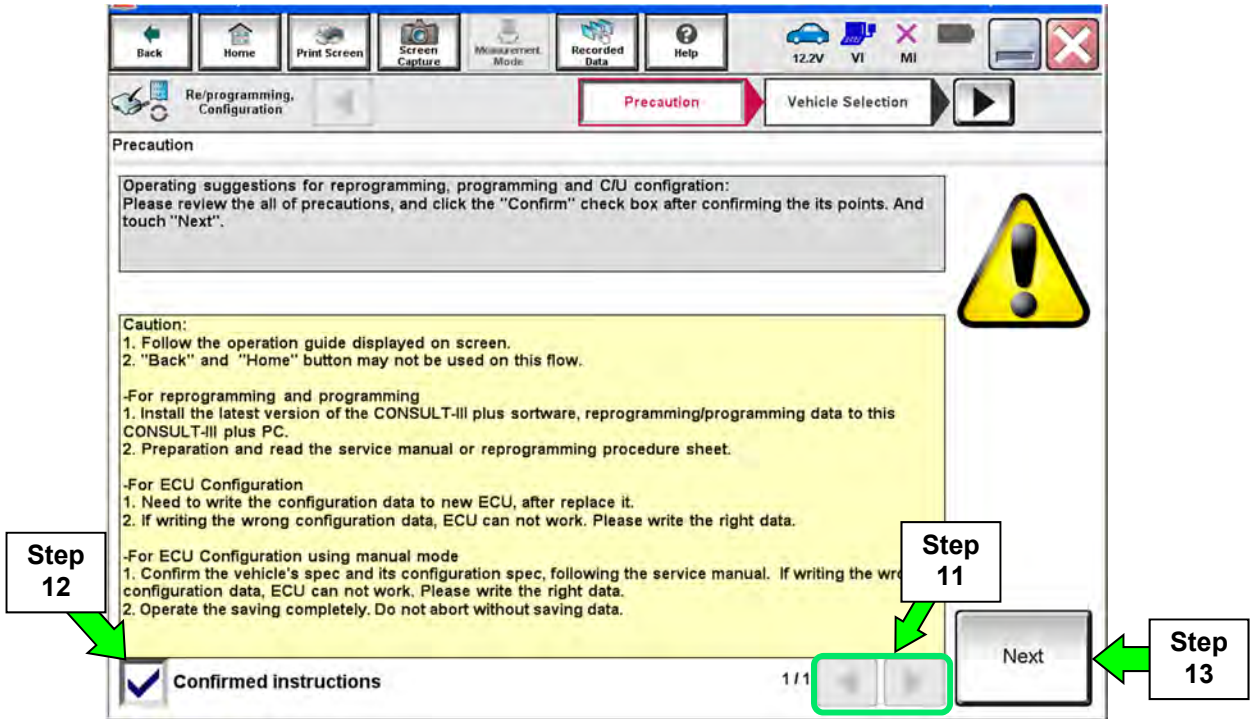 Back
Home
Print Screen
Screen Capture
Measurement Mode
Recorded Data
Help
12.2V
VI
MI
Re/programming, Configuration
Precaution
Vehicle Selection
Precaution
Operating suggestions for reprogramming, programming and C/U configration:
Please review the all of precautions, and click the "Confirm" check box after confirming the its points. And
touch "Next".
Caution:
1. Follow the operation guide displayed on screen.
2. "Back" and "Home" button may not be used on this flow.
-For reprogramming and programming
1. Install the latest version of the CONSULT-III plus sortware, reprogramming/programming data to this
CONSULT-III plus PC.
2. Preparation and read the service manual or reprogramming procedure sheet.
-For ECU Configuration
1. Need to write the configuration data to new ECU, after replace it.
2. If writing the wrong configuration data, ECU can not work. Please write the right data.
-For ECU Configuration using manual mode
1. Confirm the vehicle's spec and its configuration spec, following the service manual. If writing the
configuration data, ECU can not work. Please write the right data.
2. Operate the saving completely. Do not abort without saving data.
Step 12
Step 11
Confirmed instructions
1/1
Next
Step 13